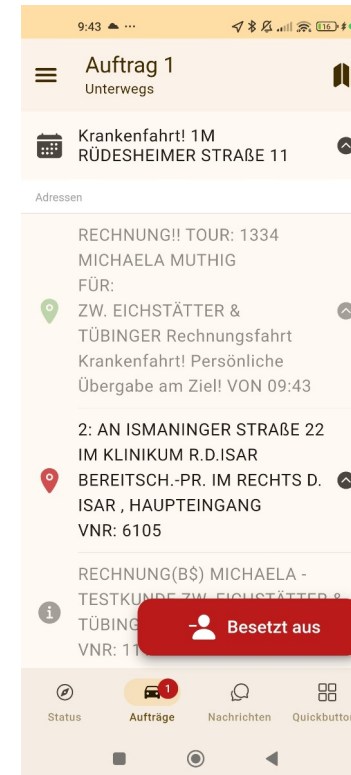 9:43
16
Auftrag 1
Unterwegs
Krankenfahrt! 1M
RÜDESHEIMER STRAßE 11
Adressen
RECHNUNG!! TOUR: 1334
MICHAELA MUTHIG
FÜR:
ZW. EICHSTÄTTER &
TÜBINGER Rechnungsfahrt
Krankenfahrt! Persönliche
Übergabe am Ziel! VON 09:43
2: AN ISMANINGER STRAßE 22
IM KLINIKUM R.D.ISAR
BEREITSCH.-PR. IM RECHTS D.
ISAR , HAUPTEINGANG
VNR: 6105
RECHNUNG(B$) MICHAELA -
TESTKUNDE ZW. EICHSTÄTTER &
TÜBING
VNR: 11
Besetzt aus
1
Status
Aufträge
Nachrichten
Quickbutton